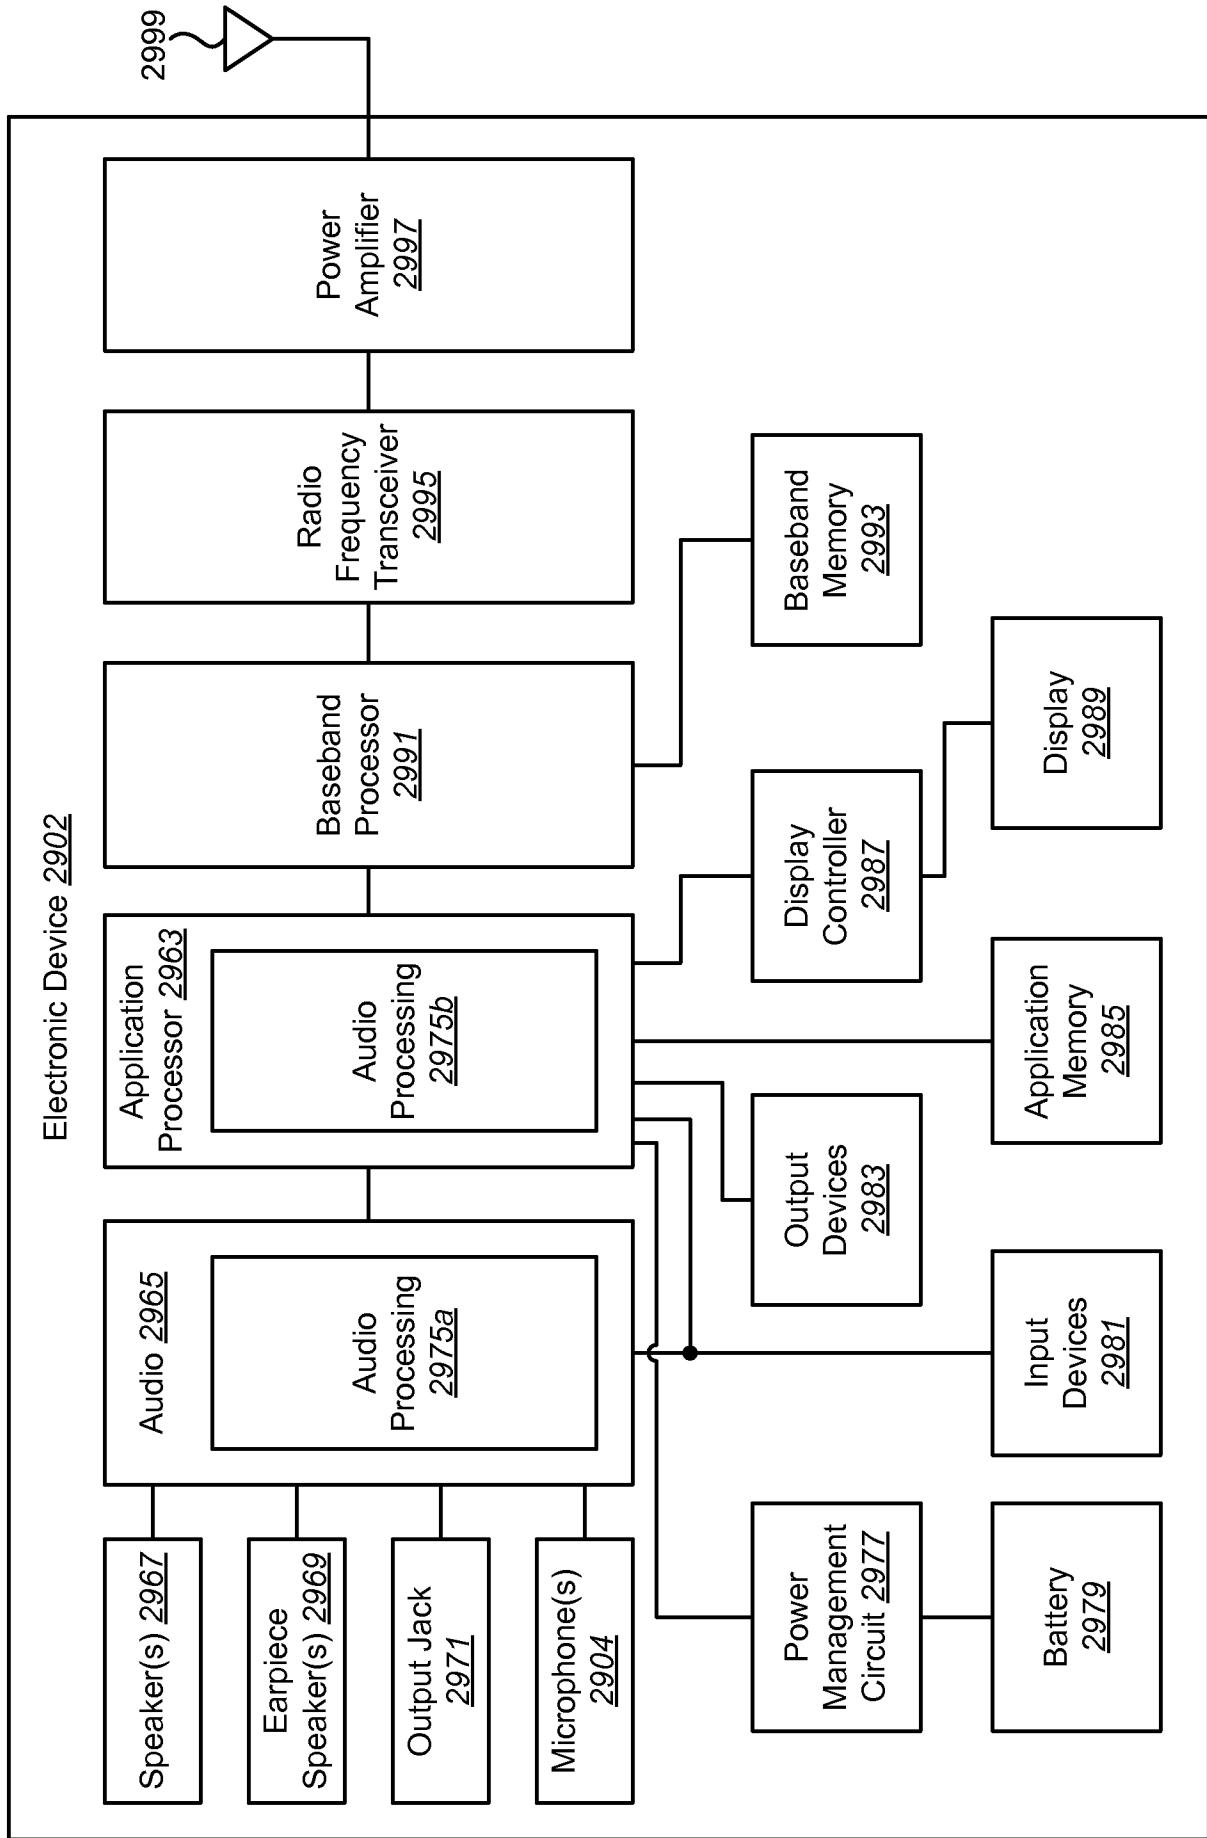 Electronic Device 2902
Speaker(s) 2967
Earpiece
Speaker(s) 2969
Output Jack
2971
Microphone(s)
2904
Audio 2965
Audio
Processing
2975a
Application
Processor 2963
Audio
Processing
2975b
Baseband
Processor
2991
Radio
Frequency
Transceiver
2995
Power
Amplifier
2997
2999
Power
Management
Circuit 2977
Output
Devices
2983
Display
Controller
2987
Baseband
Memory
2993
Battery
2979
Input
Devices
2981
Application
Memory
2985
Display
2989